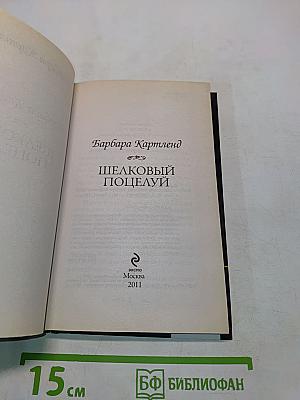 Барбара Картленд
ШЕЛКОВЫЙ
ПОЦЕЛУЙ
эксмо
Москва
2011
15 см
БФ БИБЛИОФАН